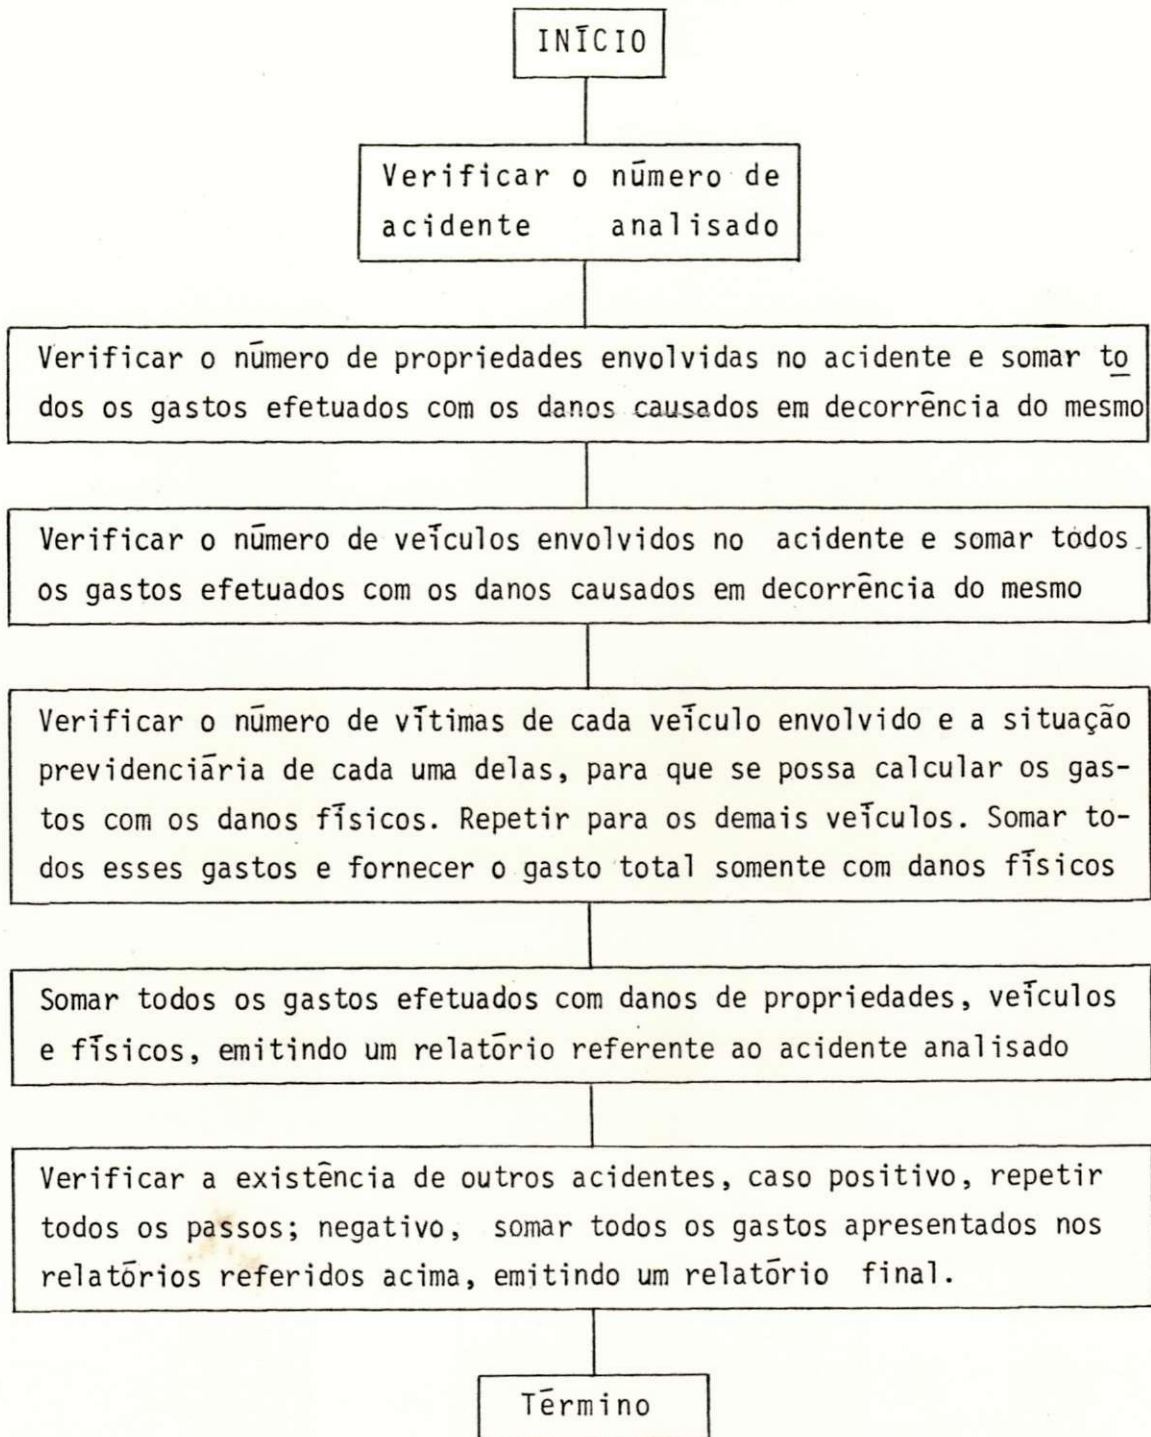 INÍCIO
Verificar o número de
acidente analisado
Verificar o número de propriedades envolvidas no acidente e somar to
dos os gastos efetuados com os danos causados em decorrência do mesmo
Verificar o número de veículos envolvidos no acidente e somar todos
os gastos efetuados com os danos causados em decorrência do mesmo
Verificar o número de vítimas de cada veículo envolvido e a situação
previdenciária de cada uma delas, para que se possa calcular os gas-
tos com os danos físicos. Repetir para os demais veículos. Somar to-
dos esses gastos e fornecer o gasto total somente com danos físicos
Somar todos os gastos efetuados com danos de propriedades, veículos
e físicos, emitindo um relatório referente ao acidente analisado
Verificar a existência de outros acidentes, caso positivo, repetir
todos os passos; negativo, somar todos os gastos apresentados nos
relatórios referidos acima, emitindo um relatório final.
Término